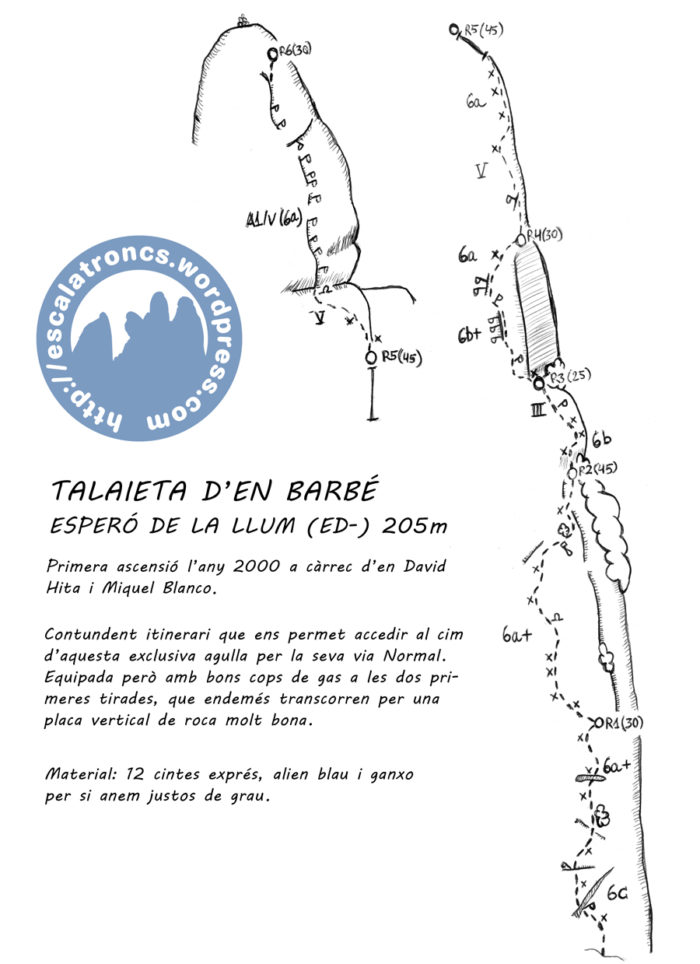 R6(30)
A1/V(6a)
V
R5(45)
R5(45)
6a
V
R4(30)
6a
6b+
R3(25)
III
6b
R2(45)
6a+
R1(30)
6a+
6c
http://escalatroncs.wordpress.com
TALAIETA D'EN BARBÉ
ESPERÓ DE LA LLUM (ED-) 205m
Primera ascensió l'any 2000 a càrrec d'en David
Hita i Miquel Blanco.
Contundent itinerari que ens permet accedir al cim
d'aquesta exclusiva agulla per la seva via Normal.
Equipada però amb bons cops de gas a les dos pri-
meres tirades, que endemés transcorren per una
placa vertical de roca molt bona.
Material: 12 cintes exprés, alien blau i ganxo
per si anem justos de grau.